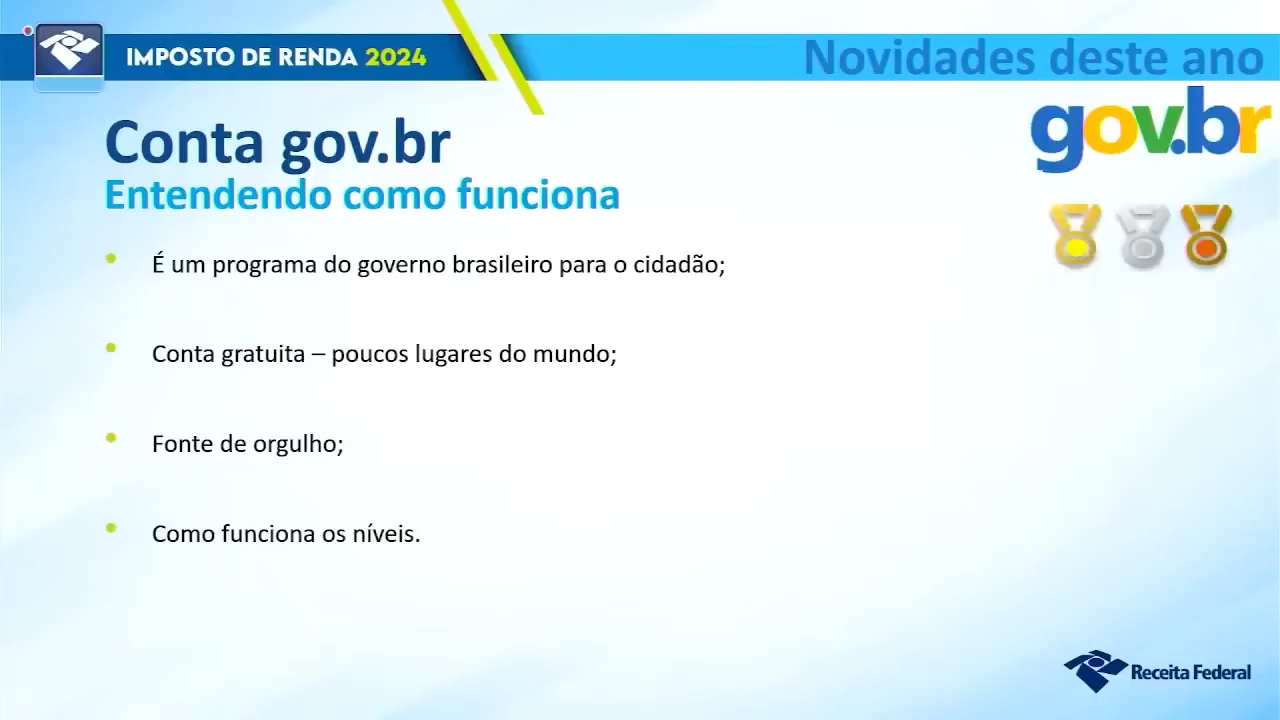 IMPOSTO DE RENDA 2024
Novidades deste ano
gov.br
Conta gov.br
Entendendo como funciona
• É um programa do governo brasileiro para o cidadão;
• Conta gratuita – poucos lugares do mundo;
• Fonte de orgulho;
• Como funciona os níveis.
Receita Federal